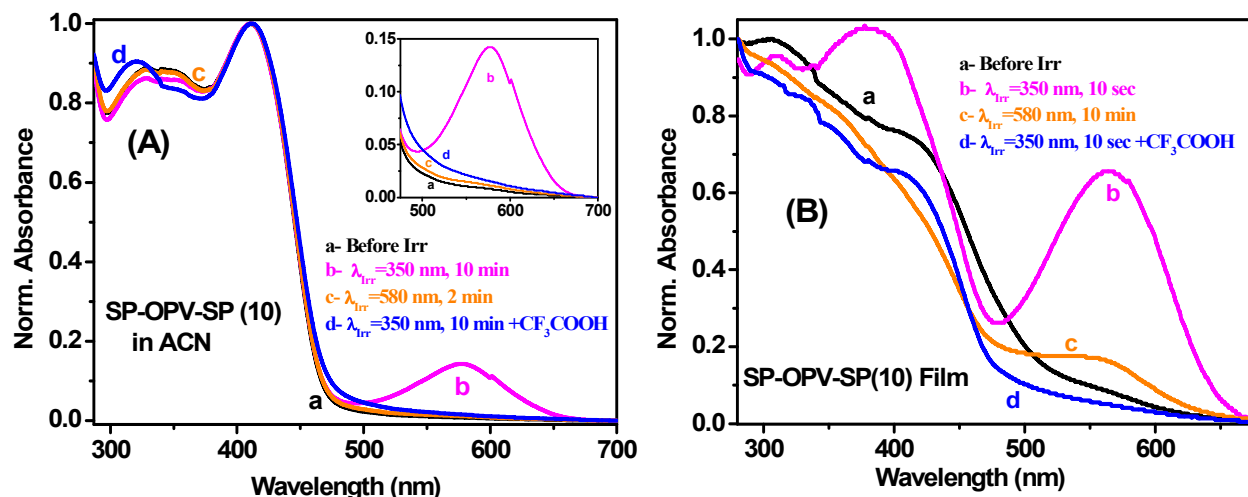 1.0
0.8
0.6
0.4
0.2
0.0
Norm. Absorbance
300 400 500 600 700
Wavelength (nm)
d
c
(A)
0.15
0.10
0.05
0.00
500 600 700
b
d
c
a
a- Before Irr
b- λIrr=350 nm, 10 min
c- λIrr=580 nm, 2 min
d- λIrr=350 nm, 10 min +CF3COOH
SP-OPV-SP (10)
in ACN
a
b
1.0
0.8
0.6
0.4
0.2
0.0
Norm. Absorbance
300 400 500 600
Wavelength (nm)
a
a- Before Irr
b- λIrr=350 nm, 10 sec
c- λIrr=580 nm, 10 min
d- λIrr=350 nm, 10 sec +CF3COOH
(B)
b
c
SP-OPV-SP(10) Film
d